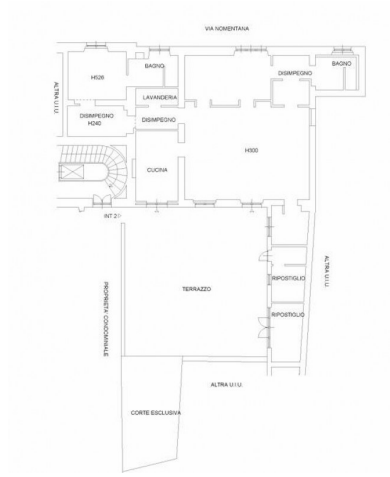 VIA NOMENTANA
BAGNO
BAGNO
H326
DISIMPEGNO
ALTRA U.I.U.
LAVANDERIA
DISIMPEGNO
H240
DISIMPEGNO
H300
CUCINA
INT 2
ALTRA U.I.U.
RIPOSTIGLIO
TERRAZZO
PROPRIETA' CONDOMINIALE
RIPOSTIGLIO
ALTRA U.I.U.
CORTE ESCLUSIVA